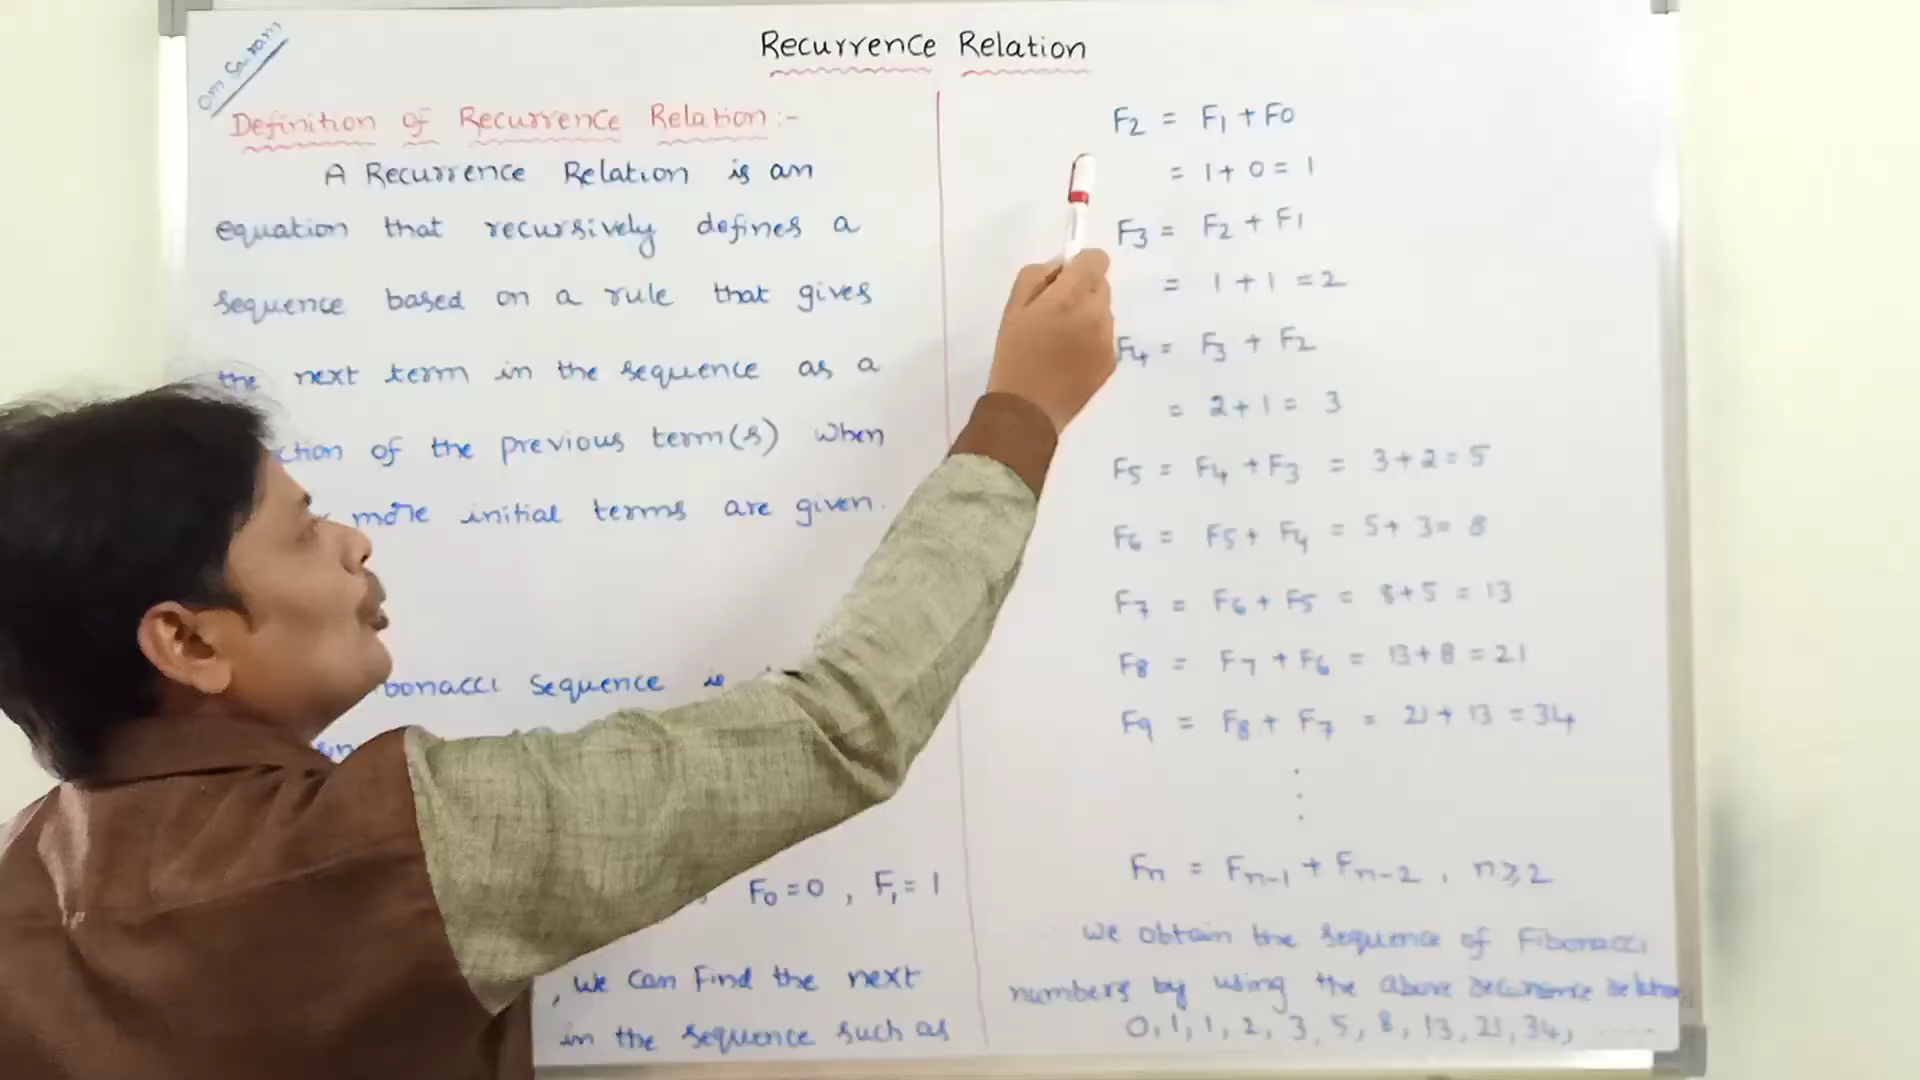 Om Sairam
Recurrence Relation
Definition of Recurrence Relation :-
A Recurrence Relation is an
equation that recursively defines a
sequence based on a rule that gives
the next term in the sequence as a
ction of the previous term(s) when
more initial terms are given.
bonacci sequence is
F0 = 0 , F1 = 1
, we can find the next
in the sequence such as
F2 = F1 + F0
= 1 + 0 = 1
F3 = F2 + F1
= 1 + 1 = 2
F4 = F3 + F2
= 2 + 1 = 3
F5 = F4 + F3 = 3 + 2 = 5
F6 = F5 + F4 = 5 + 3 = 8
F7 = F6 + F5 = 8 + 5 = 13
F8 = F7 + F6 = 13 + 8 = 21
F9 = F8 + F7 = 21 + 13 = 34
Fn = Fn-1 + Fn-2 , n ≥ 2
we obtain the sequence of Fibonacci
numbers by using the above recurrence relation
0, 1, 1, 2, 3, 5, 8, 13, 21, 34, .....